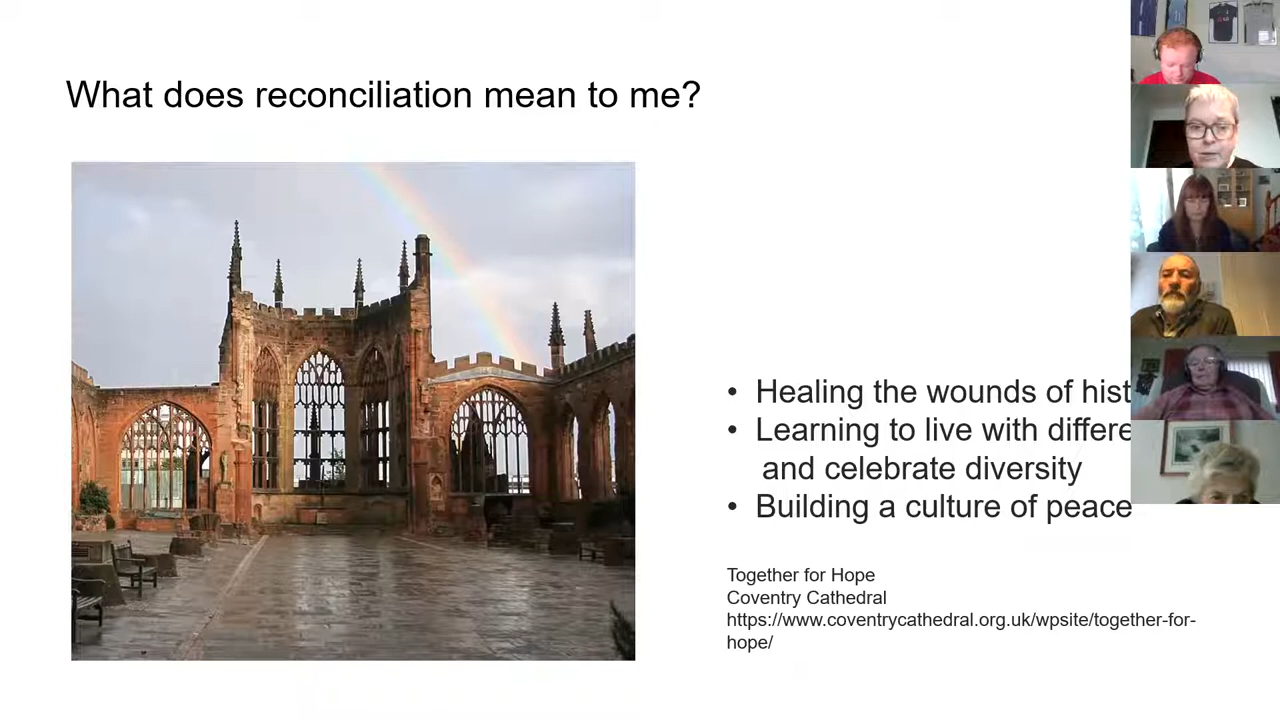 What does reconciliation mean to me?
• Healing the wounds of hist
• Learning to live with differe
and celebrate diversity
• Building a culture of peace
Together for Hope
Coventry Cathedral
https://www.coventrycathedral.org.uk/wpsite/together-for-
hope/